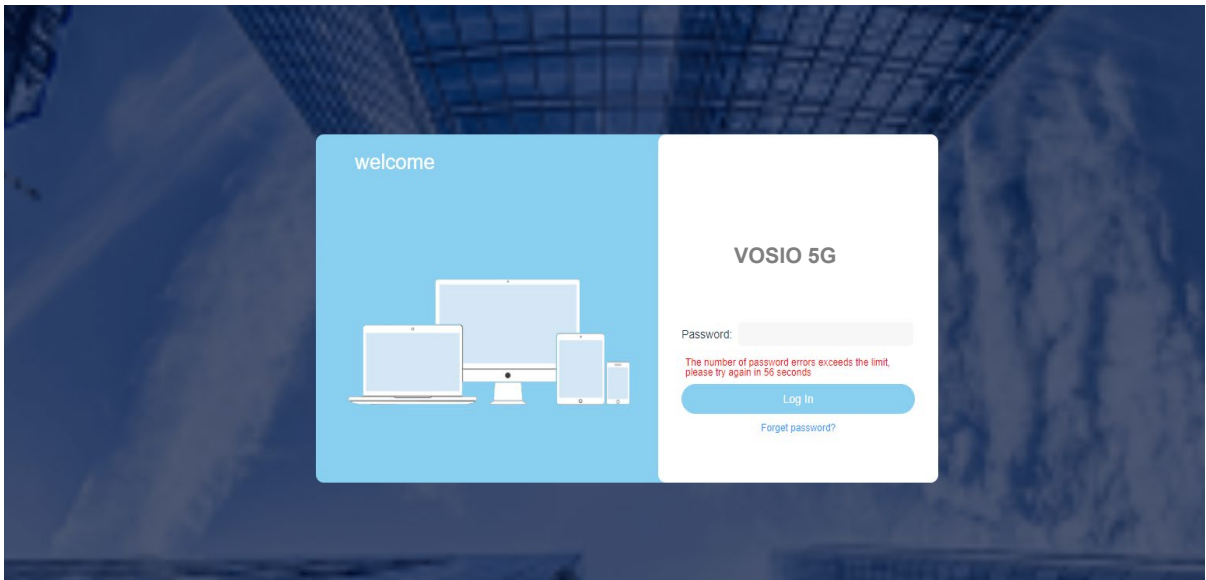 welcome
VOSIO 5G
Password:
The number of password errors exceeds the limit,
please try again in 56 seconds
Log In
Forget password?